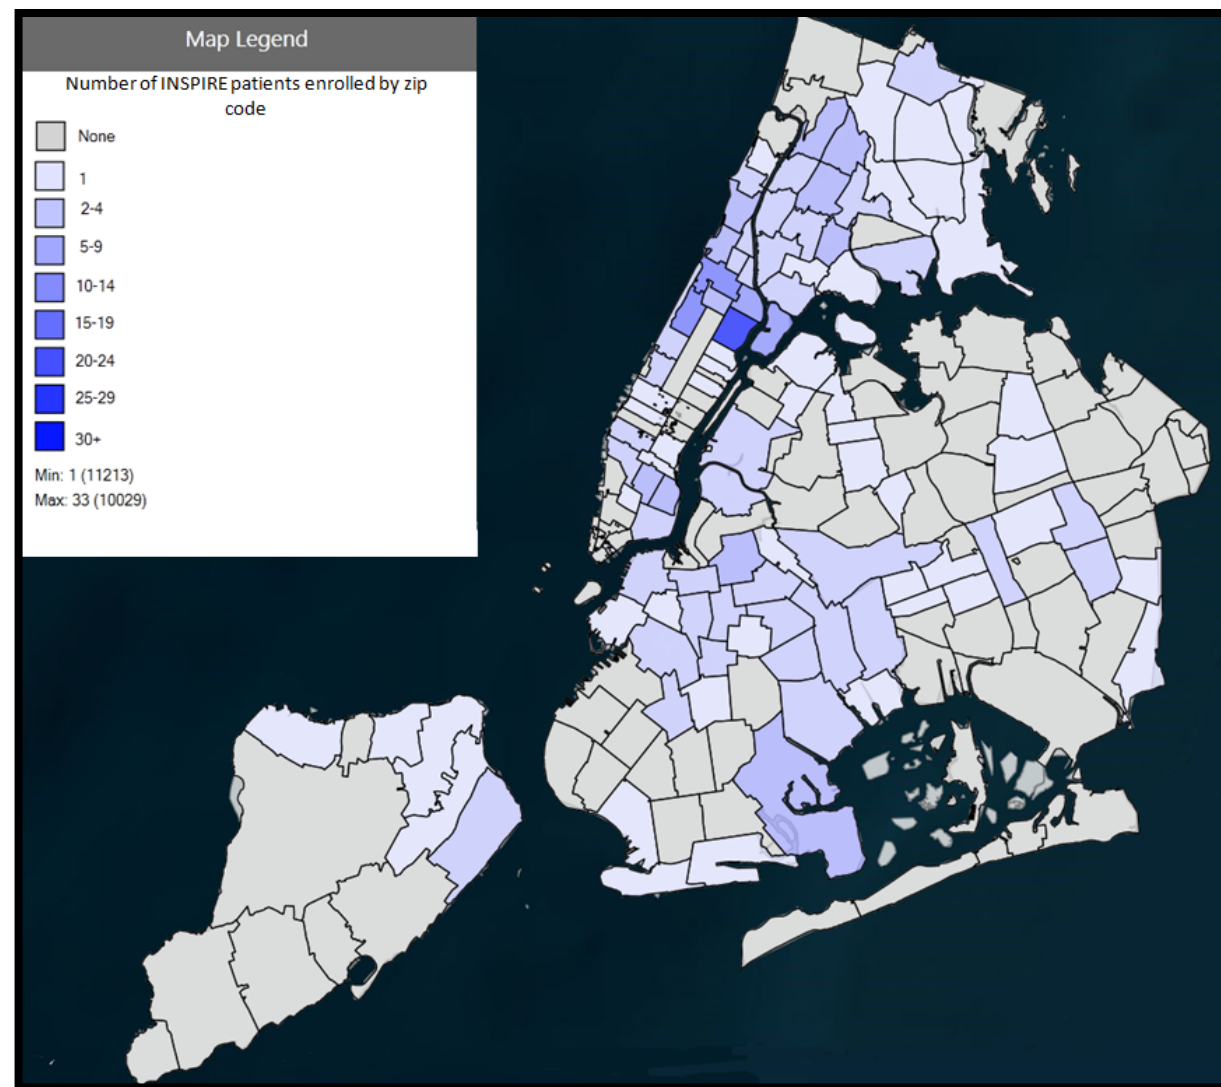 Map Legend
Number of INSPIRE patients enrolled by zip
code
None
1
2-4
5-9
10-14
15-19
20-24
25-29
30+
Min: 1 (11213)
Max: 33 (10029)